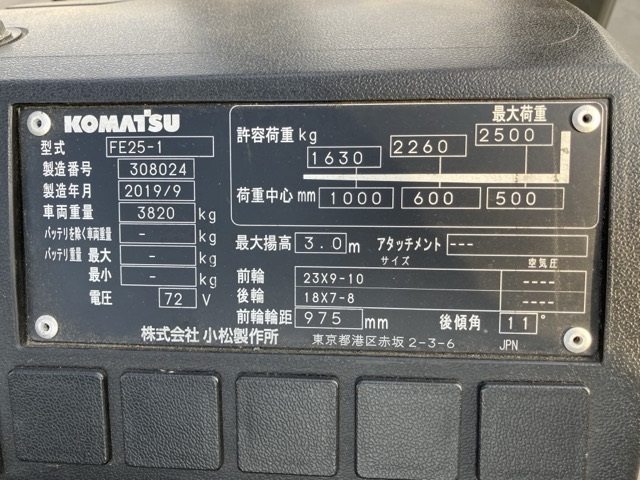 KOMATSU
型式 FE25-1
製造番号 308024
製造年月 2019/9
車両重量 3820 kg
バッテリを除く車両重量 - kg
バッテリ重量 最大 - kg
最小 - kg
電圧 72 V
株式会社 小松製作所
最大荷重
許容荷重 kg 1630 2260 2500
荷重中心 mm 1000 600 500
最大揚高 3.0 m アタッチメント ---
サイズ 空気圧
前輪 23X9-10 ----
後輪 18X7-8 ----
前輪輪距 975 mm 後傾角 11°
東京都港区赤坂 2-3-6 JPN